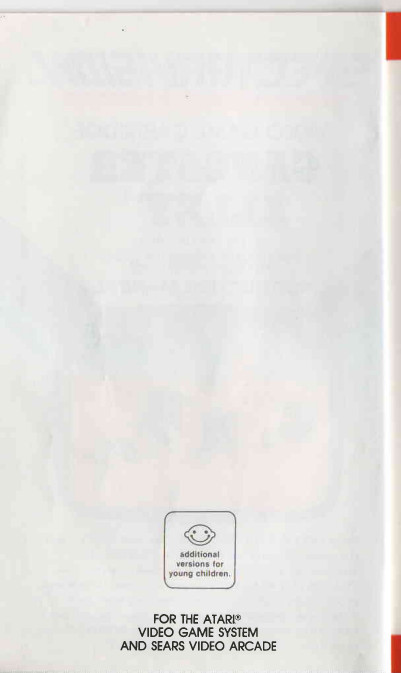 additional
versions for
young children.
FOR THE ATARI®
VIDEO GAME SYSTEM
AND SEARS VIDEO ARCADE